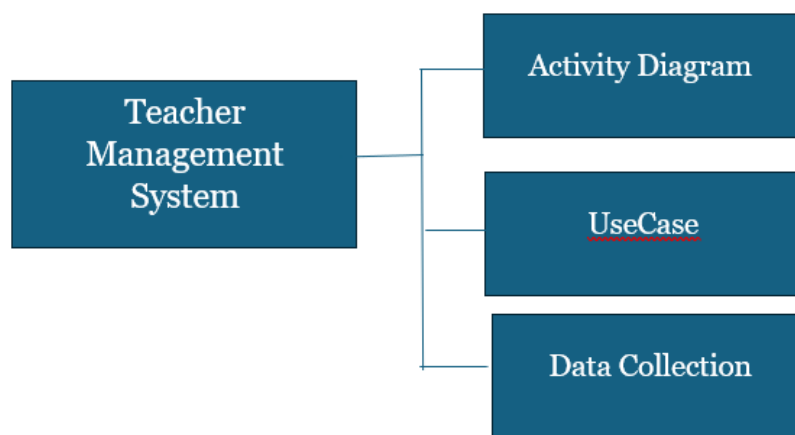 Teacher
Management
System
Activity Diagram
UseCase
Data Collection